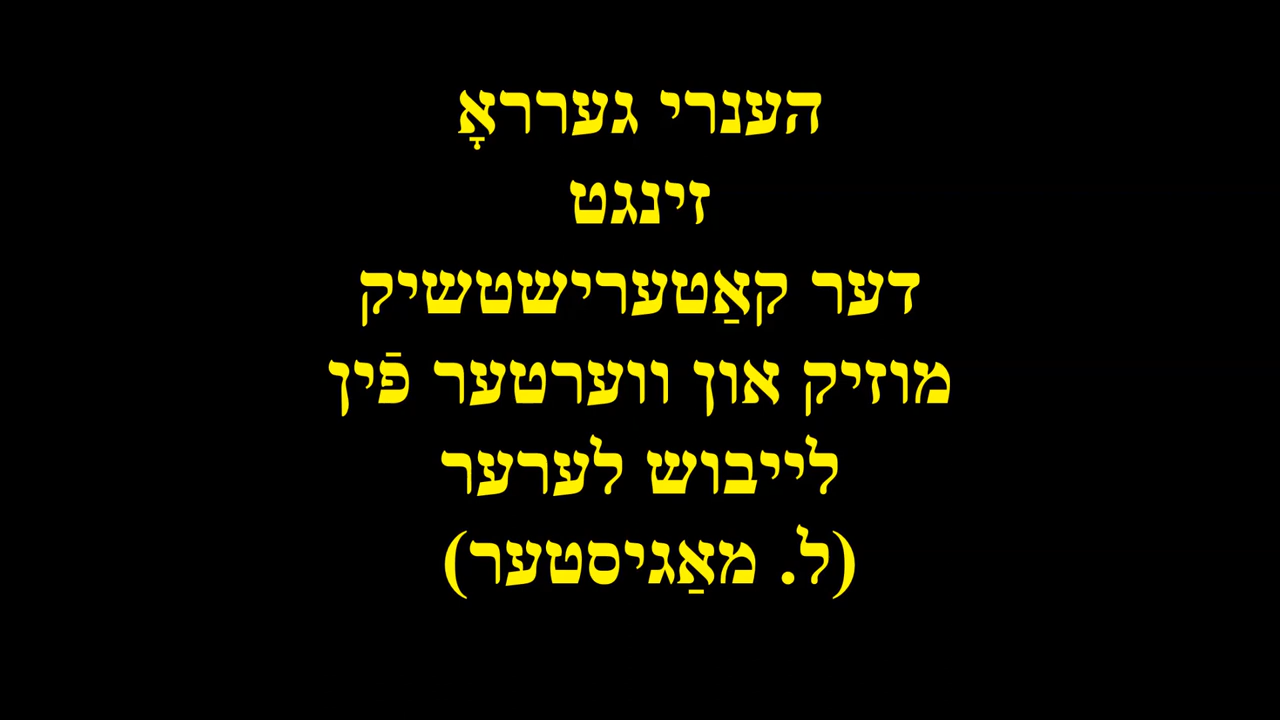 הענרי גערראָ
זינגט
דער קאַטערישטשיק
מוזיק און ווערטער פֿין
לייבוש לערער
(ל. מאַגיסטער)